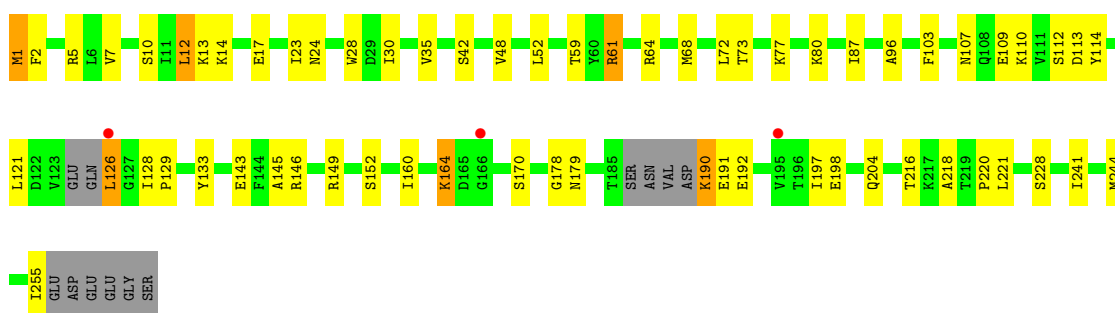 M1 F2 R5 L6 V7 S10 I11 L12 K13 K14 E17 I23 N24 W28 D29 I30 V35 S42 V48 L52 T59 Y60 R61 R64 M68 L72 T73 K77 K80 I87 A96 F103 N107 Q108 E109 K110 V111 S112 D113 Y114
L121 D122 V123 GLU GLN L126 G127 I128 P129 Y133 E143 F144 A145 R146 R149 S152 I160 K164 D165 G166 S170 G178 N179 T185 SER ASN VAL ASP K190 E191 E192 V195 T196 I197 E198 Q204 T216 K217 A218 T219 P220 L221 S228 I241
I255 GLU ASP GLU GLU GLY SER